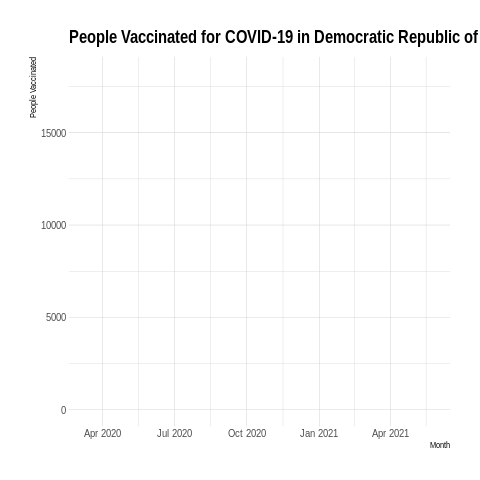 People Vaccinated for COVID-19 in Democratic Republic of
People Vaccinated
15000
10000
5000
0
Apr 2020 Jul 2020 Oct 2020 Jan 2021 Apr 2021
Month